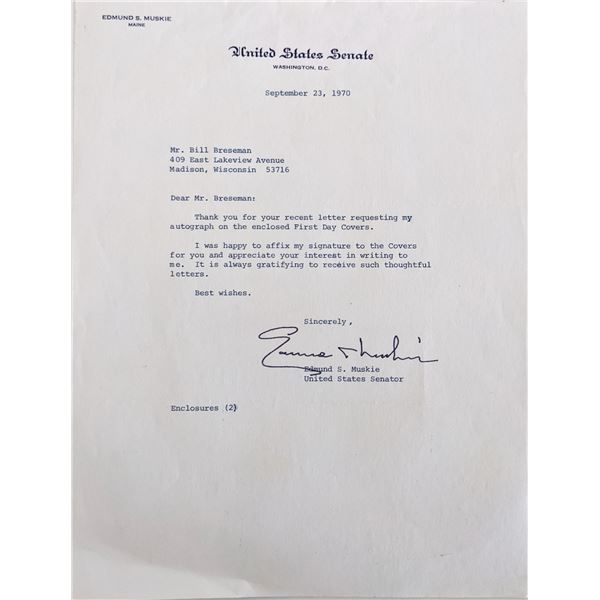 EDMUND S. MUSKIE
MAINE
United States Senate
WASHINGTON, D.C.
September 23, 1970
Mr. Bill Breseman
409 East Lakeview Avenue
Madison, Wisconsin 53716
Dear Mr. Breseman:
Thank you for your recent letter requesting my
autograph on the enclosed First Day Covers.
I was happy to affix my signature to the Covers
for you and appreciate your interest in writing to
me. It is always gratifying to receive such thoughtful
letters.
Best wishes.
Sincerely,
Edmund S. Muskie
Edmund S. Muskie
United States Senator
Enclosures (2)